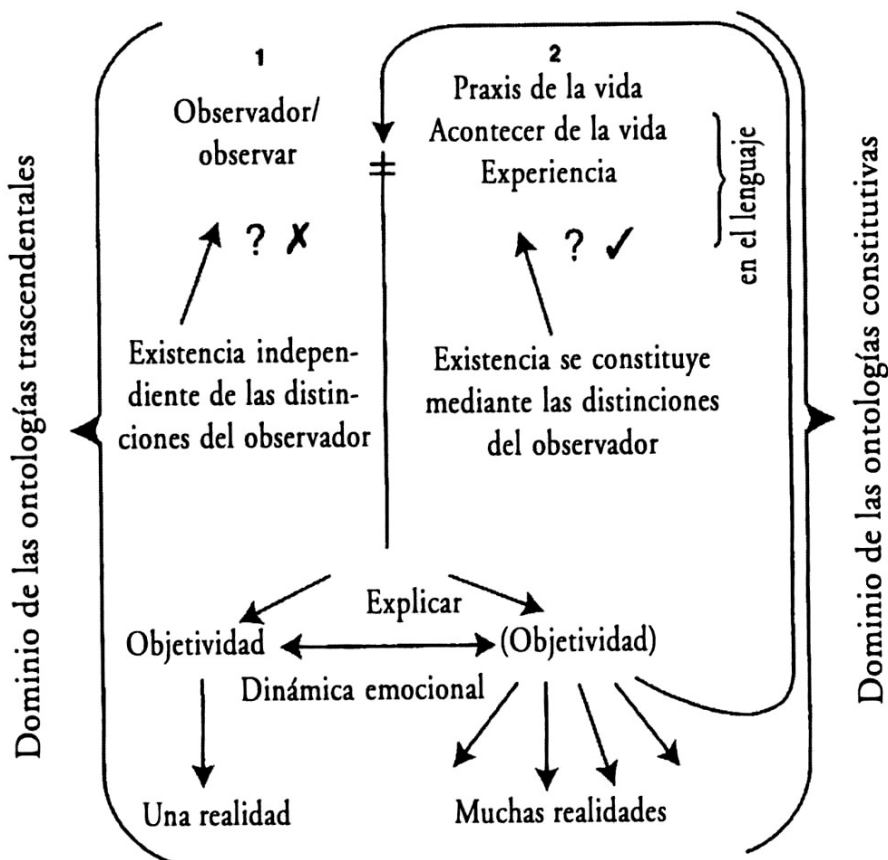 Dominio de las ontologías trascendentales
1
Observador/
observar
? ✗
Existencia indepen-
diente de las distin-
ciones del observador
2
Praxis de la vida
Acontecer de la vida
Experiencia
en el lenguaje
? ✓
Existencia se constituye
mediante las distinciones
del observador
Explicar
Objetividad
(Objetividad)
Dinámica emocional
Una realidad
Muchas realidades
Dominio de las ontologías constitutivas